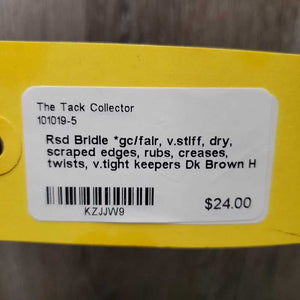 The Tack Collector
101019-5
Rsd Bridle *gc/fair, v.stiff, dry,
scraped edges, rubs, creases,
twists, v.tight keepers Dk Brown H
KZJJW9
$24.00